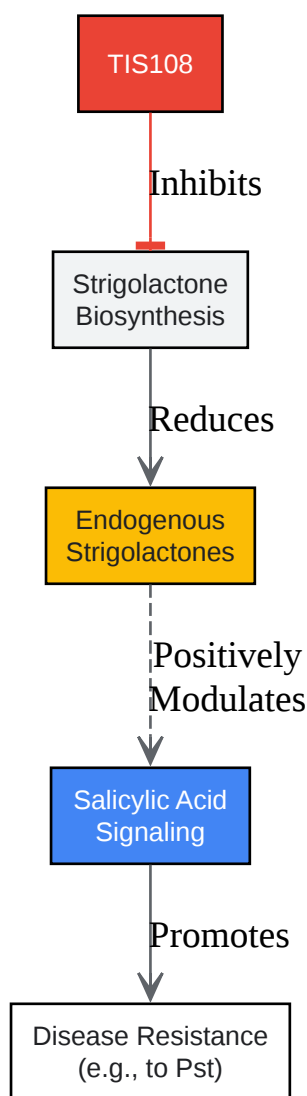 TIS108
Inhibits
Strigolactone
Biosynthesis
Reduces
Endogenous
Strigolactones
Positively
Modulates
Salicylic Acid
Signaling
Promotes
Disease Resistance
(e.g., to Pst)